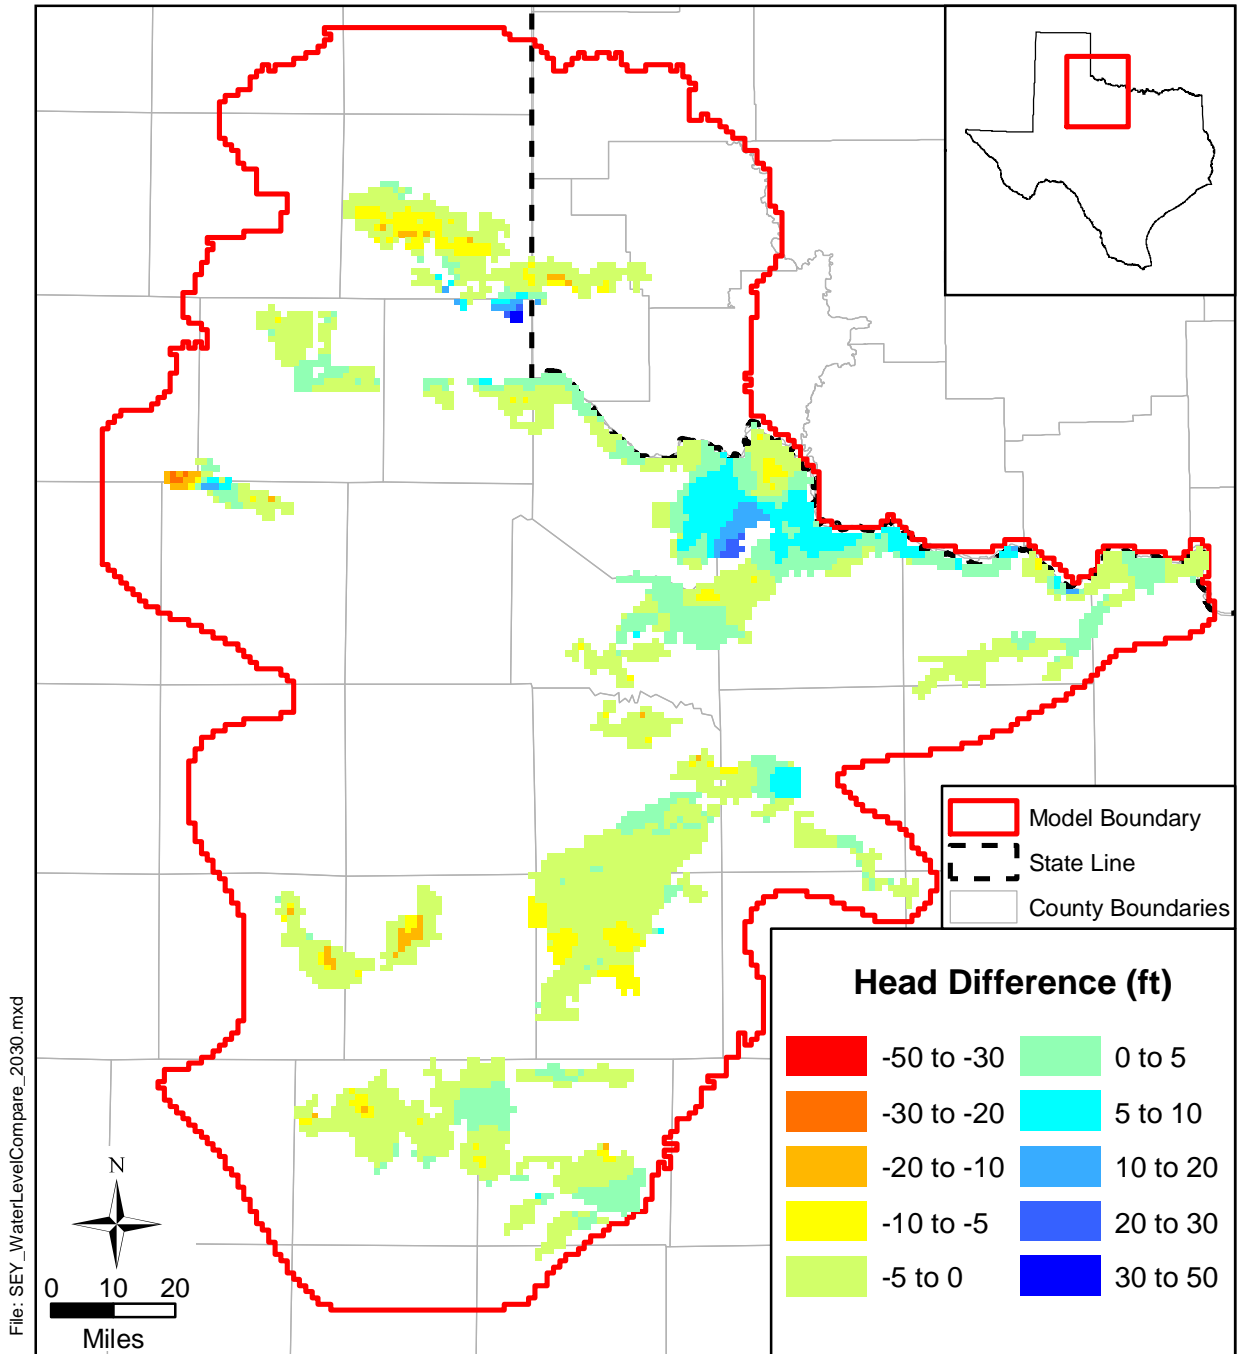 Model Boundary
State Line
County Boundaries
Head Difference (ft)
-50 to -30
0 to 5
-30 to -20
5 to 10
-20 to -10
10 to 20
-10 to -5
20 to 30
-5 to 0
30 to 50
N
0 10 20
Miles
File: SEY_WaterLevelCompare_2030.mxd